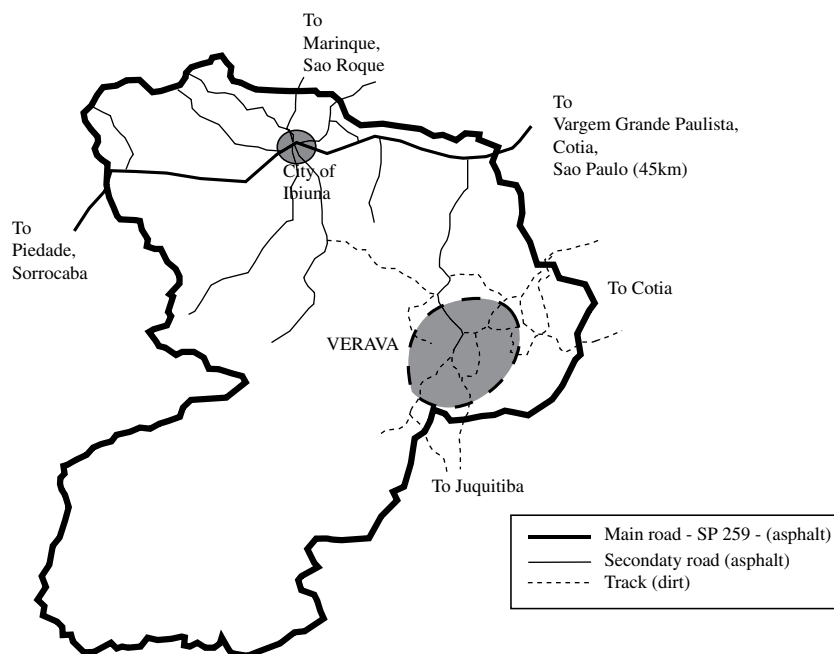 To
Marinque,
Sao Roque
To
Vargem Grande Paulista,
Cotia,
Sao Paulo (45km)
City of
Ibiuna
To
Piedade,
Sorrocaba
To Cotia
VERAVA
To Juquitiba
Main road - SP 259 - (asphalt)
Secondaty road (asphalt)
Track (dirt)